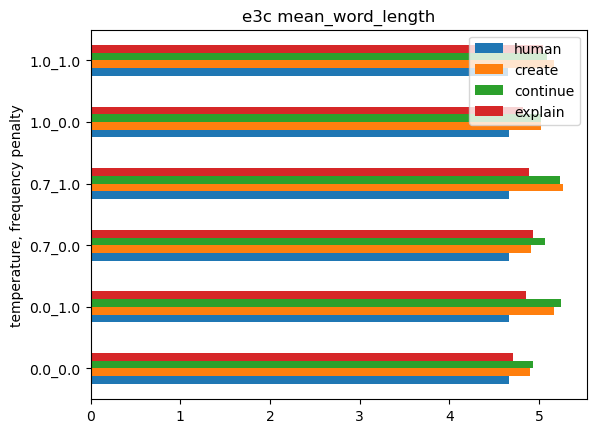 e3c mean_word_length
human
create
continue
explain
temperature, frequency penalty
1.0_1.0
1.0_0.0
0.7_1.0
0.7_0.0
0.0_1.0
0.0_0.0
0 1 2 3 4 5